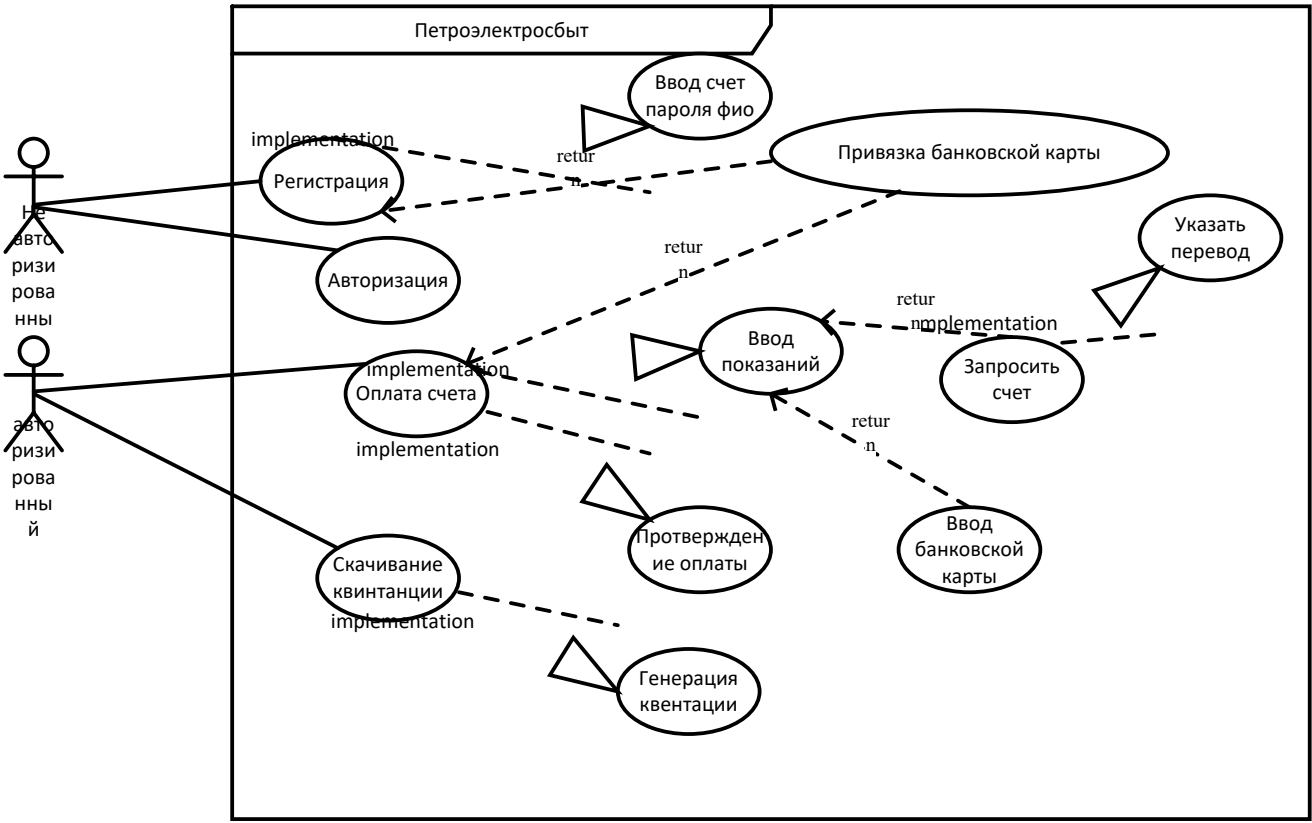 Петроэлектросбыт
Ввод счет
пароля фио
implementation
retur
n
Привязка банковской карты
Регистрация
Не
авто
ризи
рова
нны
Указать
перевод
retur
n
Авторизация
retur
n
mplementation
Ввод
показаний
Запросить
счет
implementation
Оплата счета
авто
ризи
рова
нны
й
retur
n
implementation
Протвержден
ие оплаты
Ввод
банковской
карты
Скачивание
квинтанции
implementation
Генерация
квентации